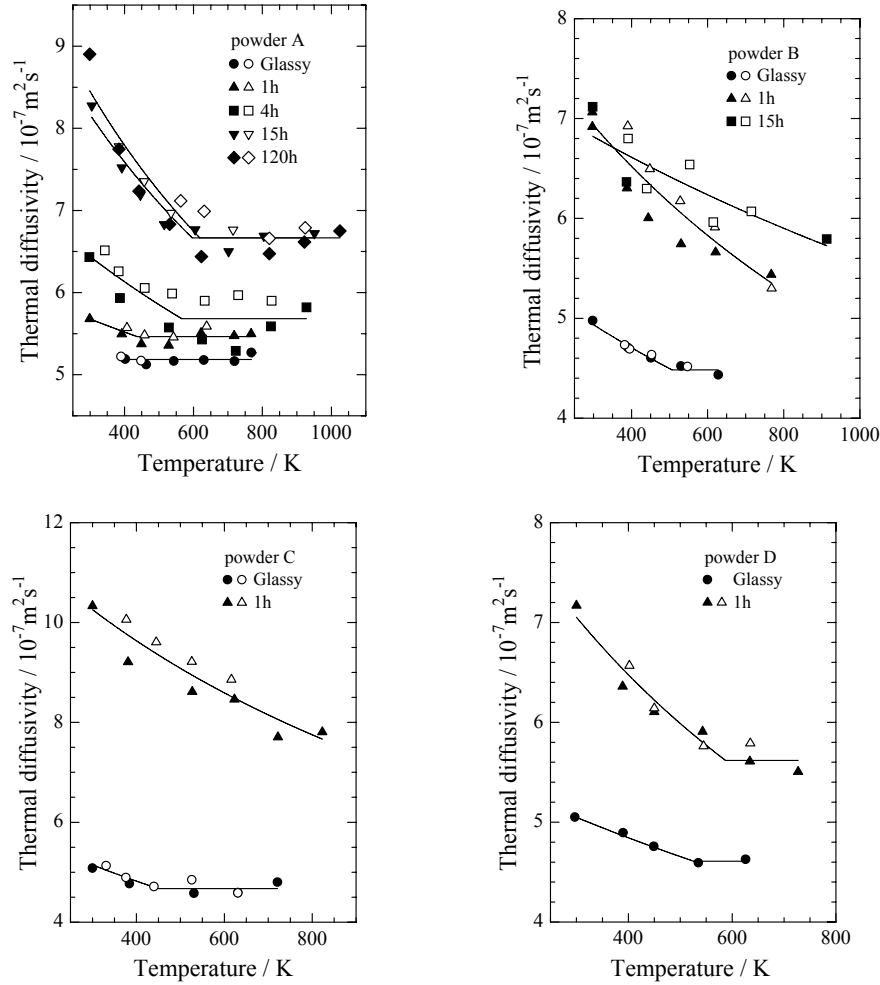 powder A
Glassy
1h
4h
15h
120h
9
8
7
6
5
400 600 800 1000
Temperature / K
Thermal diffusivity / 10⁻⁷m²s⁻¹
powder B
Glassy
1h
15h
8
7
6
5
4
400 600 800 1000
Temperature / K
Thermal diffusivity / 10⁻⁷m²s⁻¹
powder C
Glassy
1h
12
10
8
6
4
400 600 800
Temperature / K
Thermal diffusivity / 10⁻⁷m²s⁻¹
powder D
Glassy
1h
8
7
6
5
4
400 600 800
Temperature / K
Thermal diffusivity / 10⁻⁷m²s⁻¹